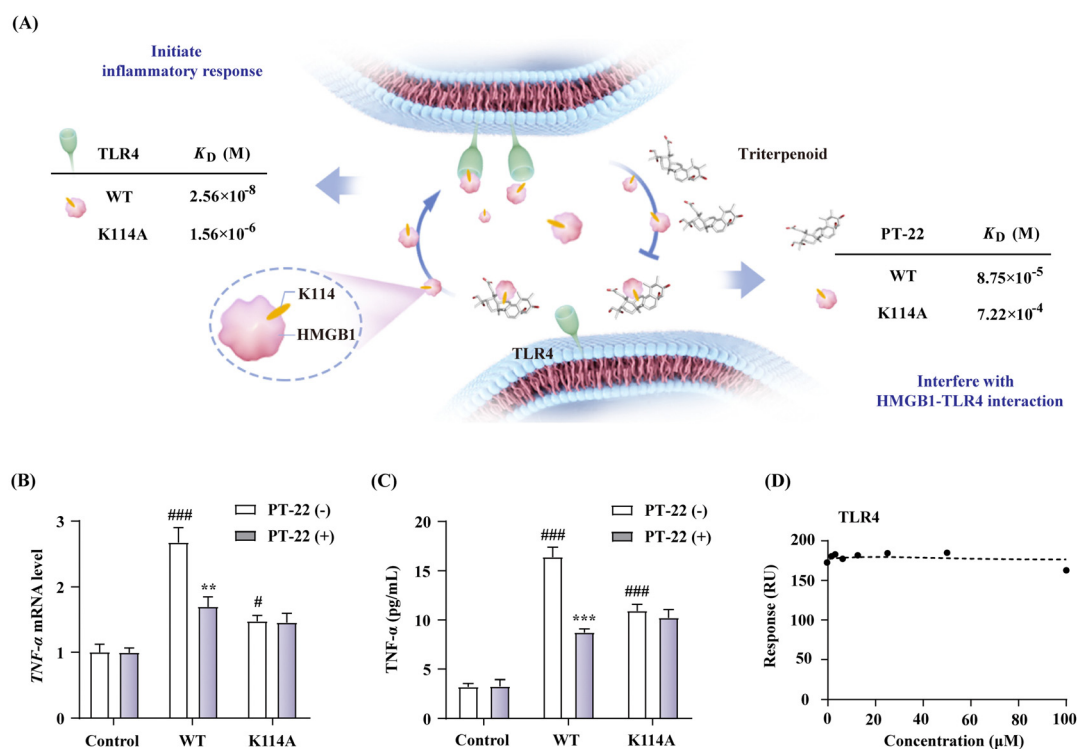 (A)
Initiate
inflammatory response
TLR4 K_D (M)
WT 2.56×10⁻⁸
K114A 1.56×10⁻⁶
K114
HMGB1
TLR4
Triterpenoid
PT-22 K_D (M)
WT 8.75×10⁻⁵
K114A 7.22×10⁻⁴
Interfere with
HMGB1-TLR4 interaction
(B)
PT-22 (-)
PT-22 (+)
TNF-α mRNA level
3
2
1
0
###
**
#
Control WT K114A
(C)
PT-22 (-)
PT-22 (+)
TNF-α (pg/mL)
20
15
10
5
0
###
***
###
Control WT K114A
(D)
TLR4
Response (RU)
200
150
100
50
0
0 20 40 60 80 100
Concentration (μM)